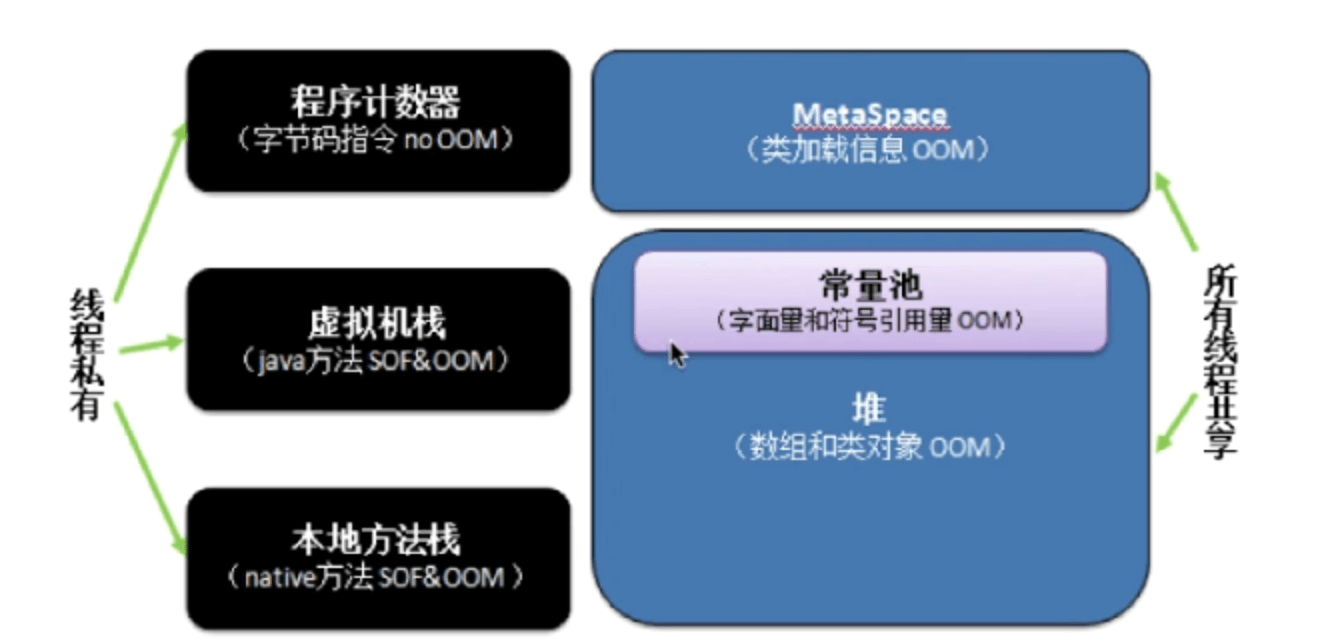 程序计数器
（字节码指令 no OOM）
MetaSpace
（类加载信息 OOM）
线程私有
虚拟机栈
（java方法 SOF&OOM）
常量池
（字面量和符号引用量 OOM）
堆
（数组和类对象 OOM）
所有线程共享
本地方法栈
（native方法 SOF&OOM ）